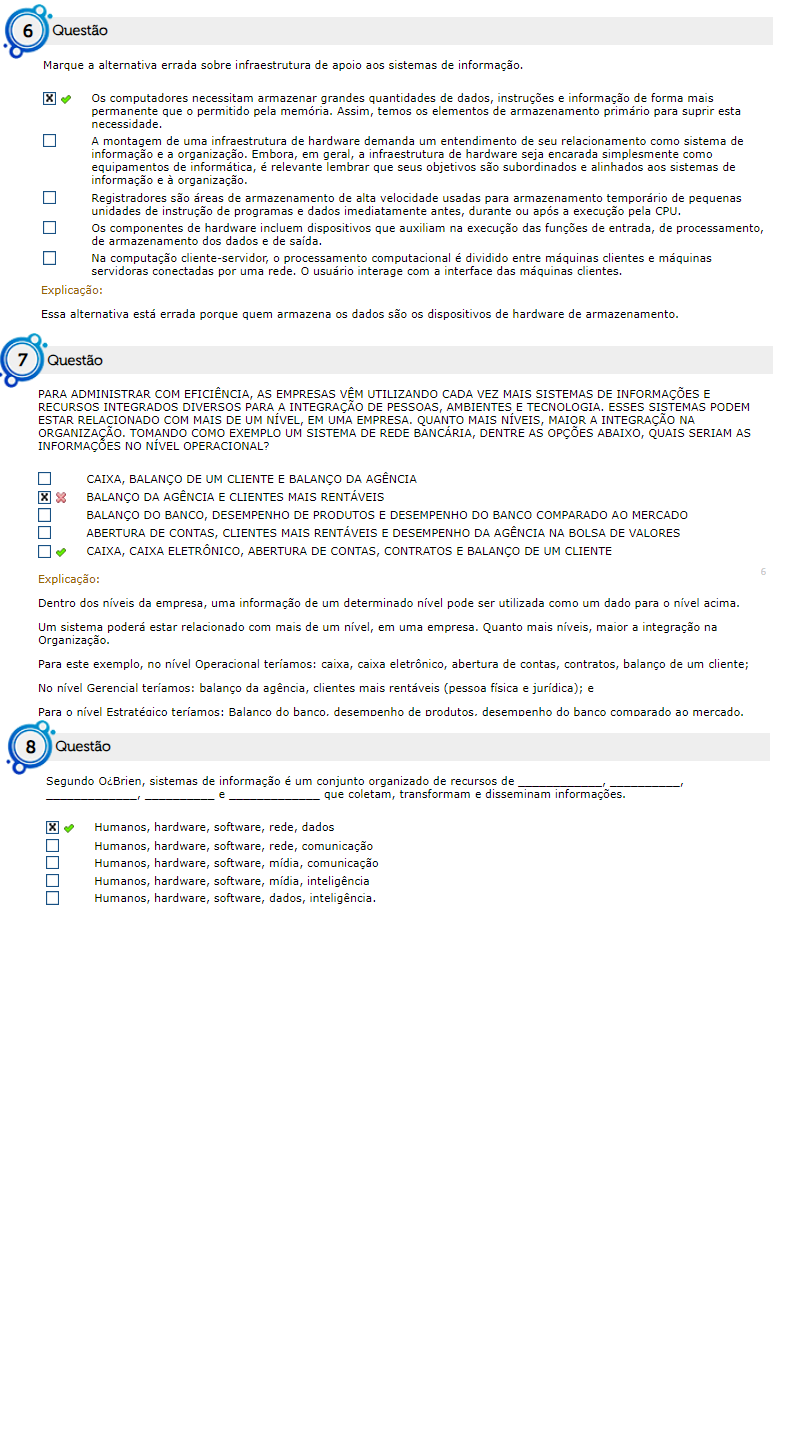 6 Questão
Marque a alternativa errada sobre infraestrutura de apoio aos sistemas de informação.
Os computadores necessitam armazenar grandes quantidades de dados, instruções e informação de forma mais
permanente que o permitido pela memória. Assim, temos os elementos de armazenamento primário para suprir esta
necessidade.
A montagem de uma infraestrutura de hardware demanda um entendimento de seu relacionamento como sistema de
informação e a organização. Embora, em geral, a infraestrutura de hardware seja encarada simplesmente como
equipamentos de informática, é relevante lembrar que seus objetivos são subordinados e alinhados aos sistemas de
informação e à organização.
Registradores são áreas de armazenamento de alta velocidade usadas para armazenamento temporário de pequenas
unidades de instrução de programas e dados imediatamente antes, durante ou após a execução pela CPU.
Os componentes de hardware incluem dispositivos que auxiliam na execução das funções de entrada, de processamento,
de armazenamento dos dados e de saída.
Na computação cliente-servidor, o processamento computacional é dividido entre máquinas clientes e máquinas
servidoras conectadas por uma rede. O usuário interage com a interface das máquinas clientes.
Explicação:
Essa alternativa está errada porque quem armazena os dados são os dispositivos de hardware de armazenamento.
7 Questão
PARA ADMINISTRAR COM EFICIÊNCIA, AS EMPRESAS VÊM UTILIZANDO CADA VEZ MAIS SISTEMAS DE INFORMAÇÕES E
RECURSOS INTEGRADOS DIVERSOS PARA A INTEGRAÇÃO DE PESSOAS, AMBIENTES E TECNOLOGIA. ESSES SISTEMAS PODEM
ESTAR RELACIONADO COM MAIS DE UM NÍVEL, EM UMA EMPRESA. QUANTO MAIS NÍVEIS, MAIOR A INTEGRAÇÃO NA
ORGANIZAÇÃO. TOMANDO COMO EXEMPLO UM SISTEMA DE REDE BANCÁRIA, DENTRE AS OPÇÕES ABAIXO, QUAIS SERIAM AS
INFORMAÇÕES NO NÍVEL OPERACIONAL?
CAIXA, BALANÇO DE UM CLIENTE E BALANÇO DA AGÊNCIA
BALANÇO DA AGÊNCIA E CLIENTES MAIS RENTÁVEIS
BALANÇO DO BANCO, DESEMPENHO DE PRODUTOS E DESEMPENHO DO BANCO COMPARADO AO MERCADO
ABERTURA DE CONTAS, CLIENTES MAIS RENTÁVEIS E DESEMPENHO DA AGÊNCIA NA BOLSA DE VALORES
CAIXA, CAIXA ELETRÔNICO, ABERTURA DE CONTAS, CONTRATOS E BALANÇO DE UM CLIENTE
6
Explicação:
Dentro dos níveis da empresa, uma informação de um determinado nível pode ser utilizada como um dado para o nível acima.
Um sistema poderá estar relacionado com mais de um nível, em uma empresa. Quanto mais níveis, maior a integração na
Organização.
Para este exemplo, no nível Operacional teríamos: caixa, caixa eletrônico, abertura de contas, contratos, balanço de um cliente;
No nível Gerencial teríamos: balanço da agência, clientes mais rentáveis (pessoa física e jurídica); e
Para o nível Estratégico teríamos: Balanço do banco, desempenho de produtos, desempenho do banco comparado ao mercado.
8 Questão
Segundo O¿Brien, sistemas de informação é um conjunto organizado de recursos de ____________, __________,
_____________, __________ e _____________ que coletam, transformam e disseminam informações.
Humanos, hardware, software, rede, dados
Humanos, hardware, software, rede, comunicação
Humanos, hardware, software, mídia, comunicação
Humanos, hardware, software, mídia, inteligência
Humanos, hardware, software, dados, inteligência.